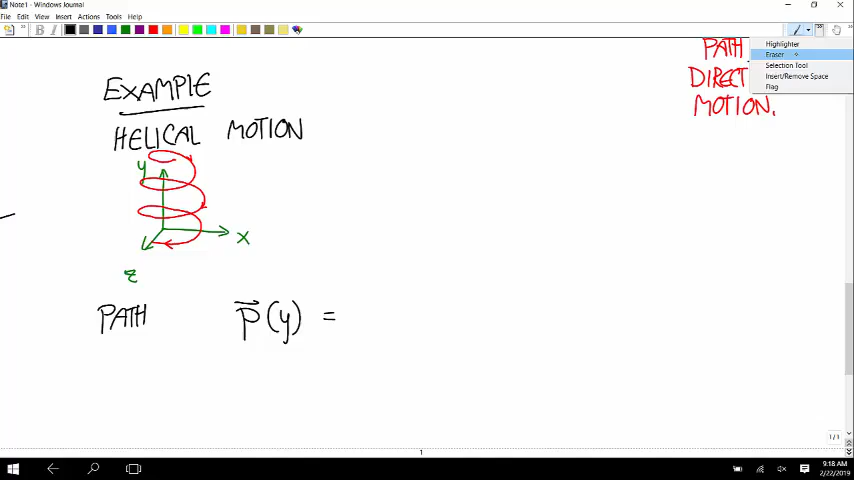 Note1 - Windows Journal
File Edit View Insert Actions Tools Help
B I
Highlighter
Eraser
Selection Tool
Insert/Remove Space
Flag
PATH
DIRECT
MOTION.
EXAMPLE
HELICAL MOTION
y
x
z
PATH p(y) =
1/1
1
9:18 AM
2/22/2019